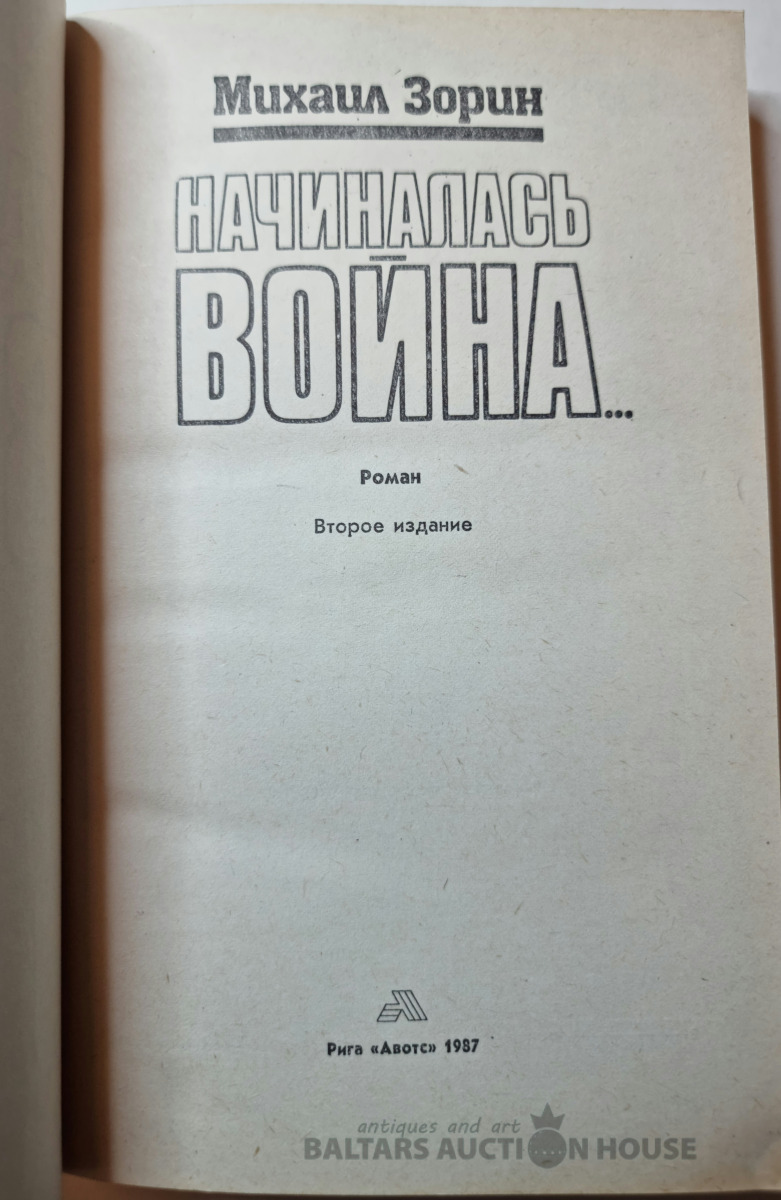 Михаил Зорин
НАЧИНАЛАСЬ
ВОЙНА...
Роман
Второе издание
Рига «Авотс» 1987
antiques and art
BALTARS AUCTION HOUSE